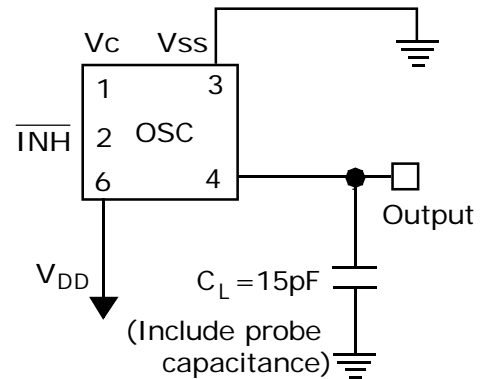 Vc Vss
1 3
INH 2 OSC
6 4
Output
VDD
CL =15pF
(Include probe
capacitance)